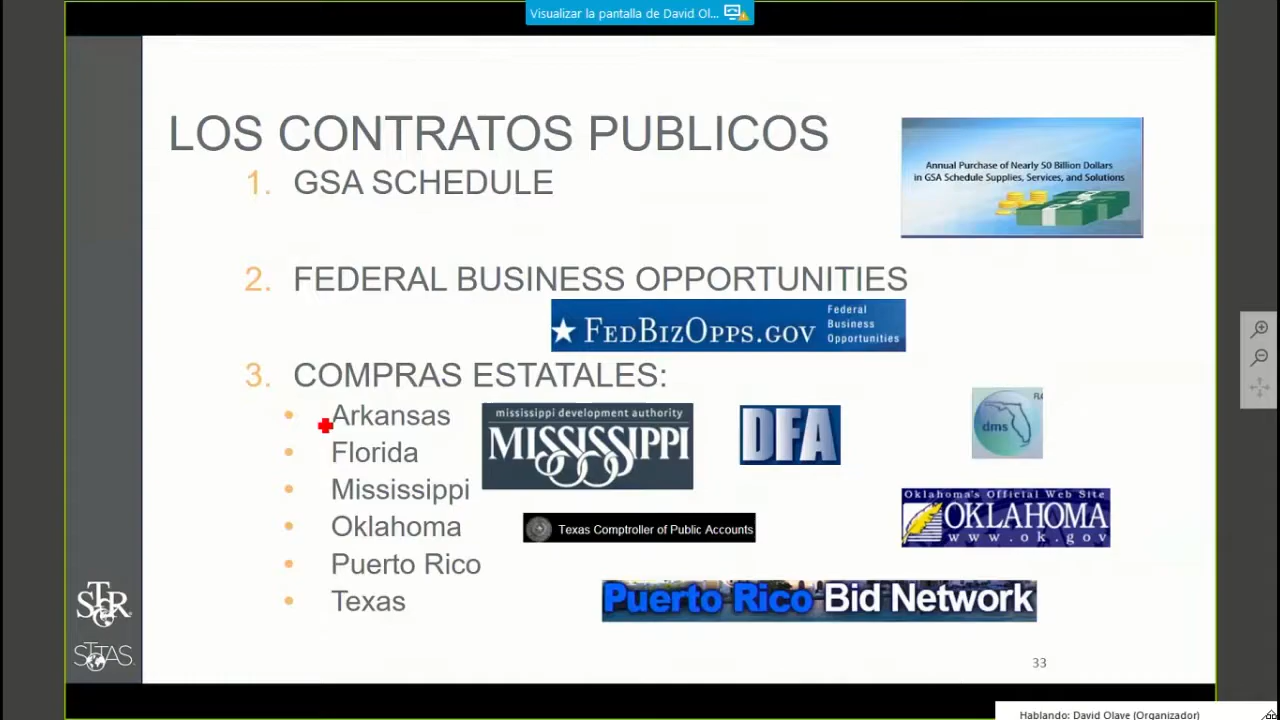 Visualizar la pantalla de David Ol...
LOS CONTRATOS PUBLICOS
1. GSA SCHEDULE
Annual Purchase of Nearly 50 Billion Dollars
in GSA Schedule Supplies, Services, and Solutions
2. FEDERAL BUSINESS OPPORTUNITIES
FEDBIZOPPS.GOV
Federal
Business
Opportunities
3. COMPRAS ESTATALES:
• Arkansas
• Florida
• Mississippi
• Oklahoma
• Puerto Rico
• Texas
mississippi development authority
MISSISSIPPI
DFA
dms
Texas Comptroller of Public Accounts
Oklahoma's Official Web Site
OKLAHOMA
www.ok.gov
Puerto Rico Bid Network
STTAS
33
Hablando: David Olave (Organizador)